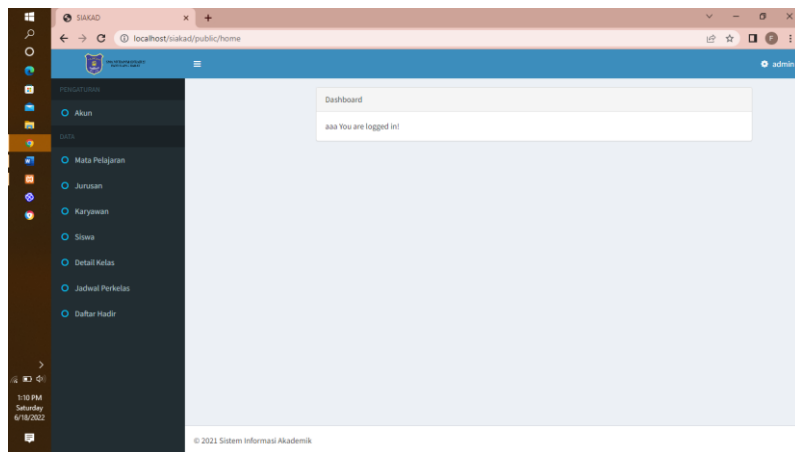 SIAKAD
localhost/siakad/public/home
admin
PENGATURAN
Akun
DATA
Mata Pelajaran
Jurusan
Karyawan
Siswa
Detail Kelas
Jadwal Perkelas
Daftar Hadir
Dashboard
aaa You are logged in!
1:10 PM
Saturday
6/18/2022
© 2021 Sistem Informasi Akademik